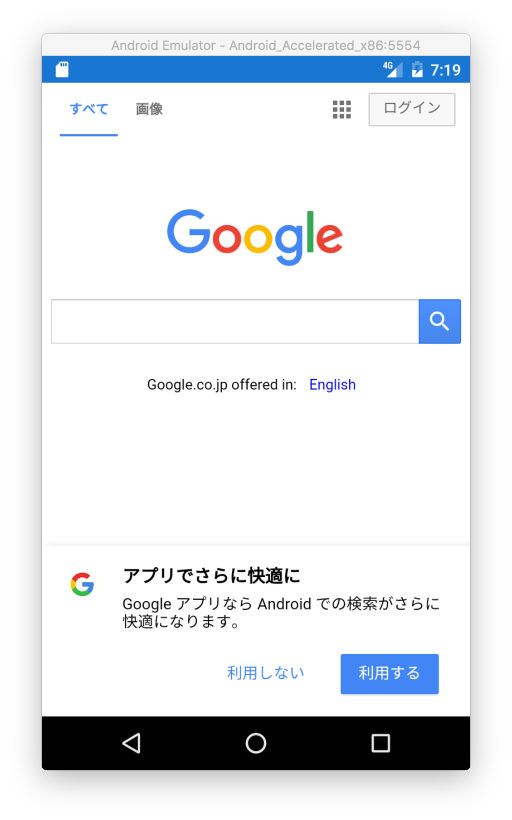 Android Emulator - Android_Accelerated_x86:5554
4G 7:19
すべて 画像 ログイン
Google
Google.co.jp offered in: English
アプリでさらに快適に
Google アプリなら Android での検索がさらに
快適になります。
利用しない 利用する